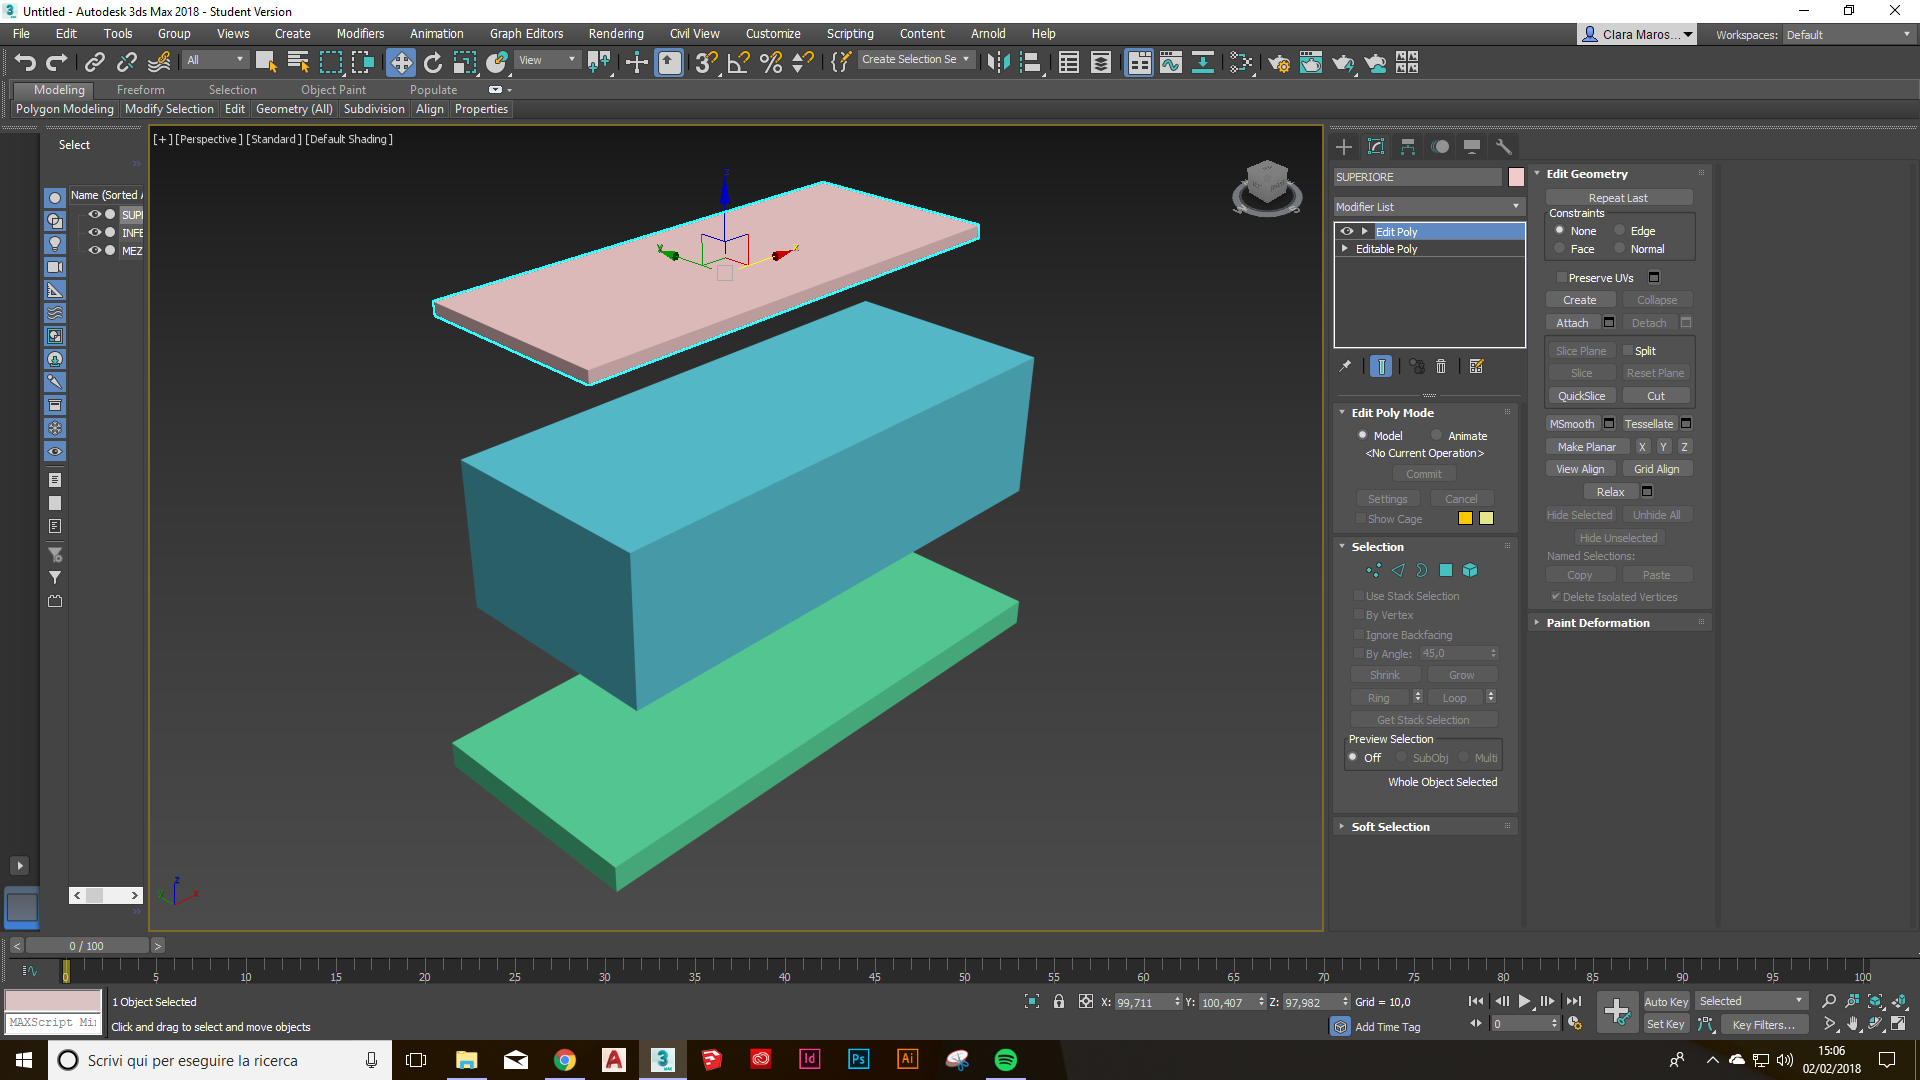 Untitled - Autodesk 3ds Max 2018 - Student Version
File Edit Tools Group Views Create Modifiers Animation Graph Editors Rendering Civil View Customize Scripting Content Arnold Help
Clara Maros... Workspaces: Default
All View Create Selection Se
Modeling Freeform Selection Object Paint Populate
Polygon Modeling Modify Selection Edit Geometry (All) Subdivision Align Properties
Select
Name (Sorted A
SUPI
INFE
MEZ
[+] [Perspective ] [Standard ] [Default Shading ]
SUPERIORE
Modifier List
Edit Poly
Editable Poly
Edit Poly Mode
Model Animate
<No Current Operation>
Commit
Settings Cancel
Show Cage
Selection
Use Stack Selection
By Vertex
Ignore Backfacing
By Angle: 45,0
Shrink Grow
Ring Loop
Get Stack Selection
Preview Selection
Off SubObj Multi
Whole Object Selected
Soft Selection
Edit Geometry
Repeat Last
Constraints
None Edge
Face Normal
Preserve UVs
Create Collapse
Attach Detach
Slice Plane Split
Slice Reset Plane
QuickSlice Cut
MSmooth Tessellate
Make Planar X Y Z
View Align Grid Align
Relax
Hide Selected Unhide All
Hide Unselected
Named Selections:
Copy Paste
Delete Isolated Vertices
Paint Deformation
z
y
x
z
x
< 0 / 100 >
0 5 10 15 20 25 30 35 40 45 50 55 60 65 70 75 80 85 90 95 100
1 Object Selected
X: 99,711 Y: 100,407 Z: 97,982 Grid = 10,0
Auto Key Selected
MAXScript Mi
Click and drag to select and move objects
Add Time Tag
0
Set Key Key Filters...
Scrivi qui per eseguire la ricerca
Id Ps Ai
15:06
02/02/2018